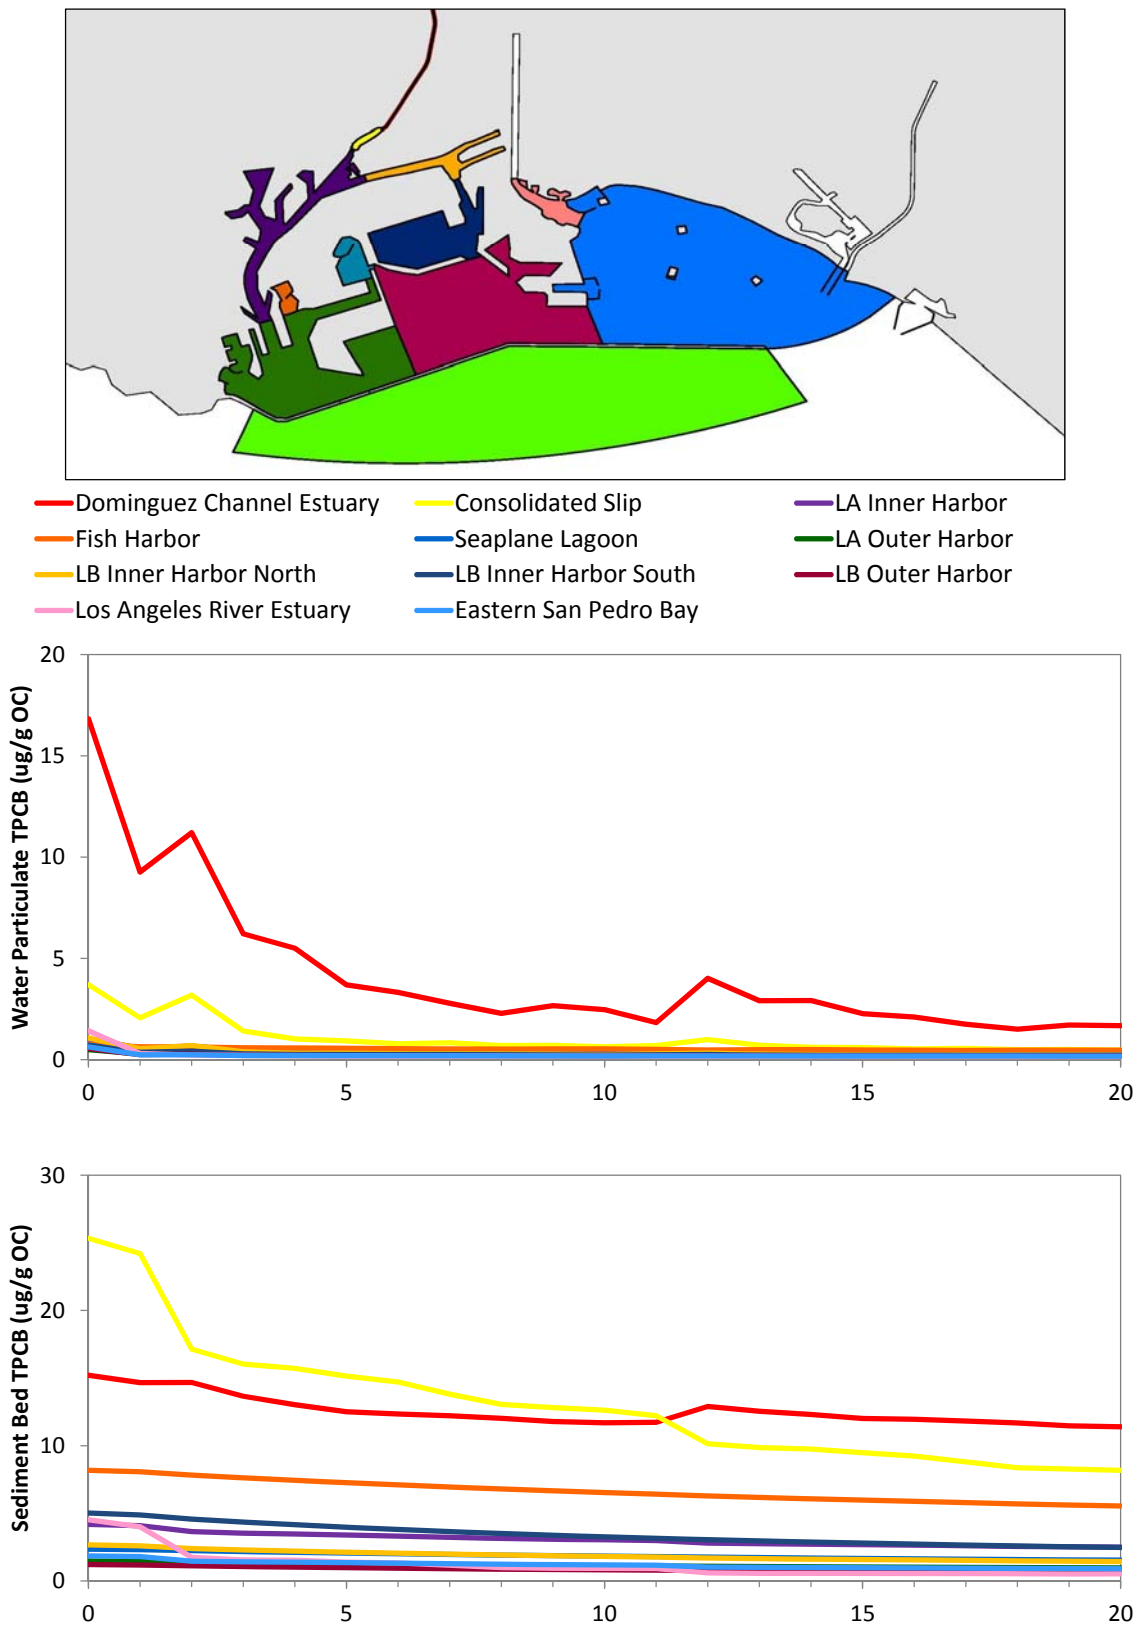 Dominguez Channel Estuary Consolidated Slip LA Inner Harbor
Fish Harbor Seaplane Lagoon LA Outer Harbor
LB Inner Harbor North LB Inner Harbor South LB Outer Harbor
Los Angeles River Estuary Eastern San Pedro Bay
Water Particulate TPCB (ug/g OC)
20
15
10
5
0
0 5 10 15 20
Sediment Bed TPCB (ug/g OC)
30
20
10
0
0 5 10 15 20